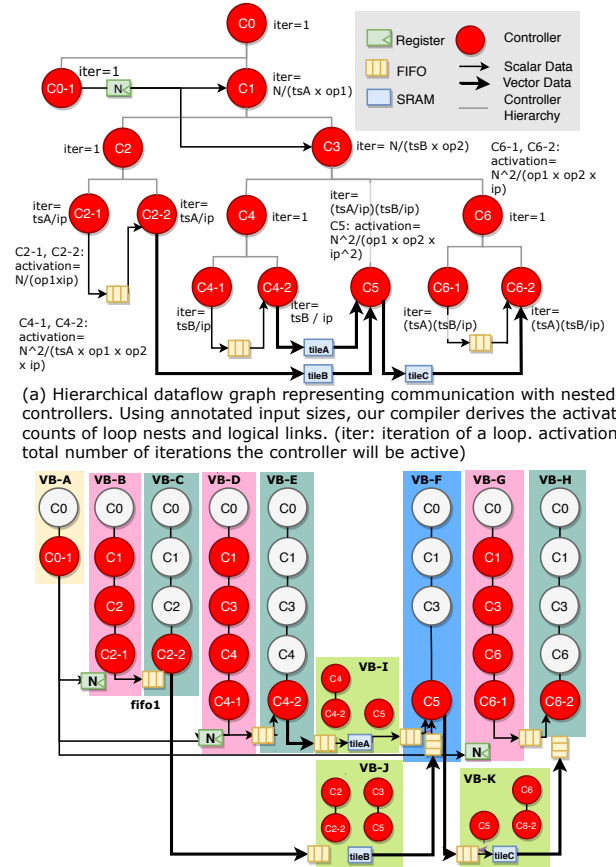 C0
Register
Controller
FIFO
Scalar Data
Vector Data
SRAM
Controller
Hierarchy
iter=1
C0-1
N
C1
iter=
N/(tsA x op1)
C2
iter=1
C3
iter= N/(tsB x op2)
C6-1, C6-2:
activation=
N^2/(op1 x op2 x
ip)
C2-1
iter=
tsA/ip
C2-2
iter=
tsA/ip
C4
iter=1
iter=
(tsA/ip)(tsB/ip)
C5: activation=
N^2/(op1 x op2 x
ip^2)
C6
iter=1
C2-1, C2-2:
activation=
N/(op1xip)
C4-1
iter=
tsB/ip
C4-2
iter=
tsB / ip
C5
C6-1
iter=
(tsA)(tsB/ip)
C6-2
iter=
(tsA)(tsB/ip)
C4-1, C4-2:
activation=
N^2/(tsA x op1 x op2
x ip)
tileA
tileB
tileC
(a) Hierarchical dataflow graph representing communication with nested
controllers. Using annotated input sizes, our compiler derives the activat
counts of loop nests and logical links. (iter: iteration of a loop. activation
total number of iterations the controller will be active)
VB-A
VB-B
VB-C
VB-D
VB-E
VB-F
VB-G
VB-H
C0
C0
C0
C0
C0
C0
C0
C0
C0-1
C1
C1
C1
C1
C1
C1
C1
C2
C2
C3
C3
C3
C3
C3
C2-1
C2-2
C4
C4
C6
C6
N
fifo1
C4-1
C4-2
C5
C6-1
C6-2
N
N
VB-I
C4
C4-2
C5
tileA
VB-J
C2
C3
C2-2
C5
tileB
VB-K
C6
C5
C6-2
tileC